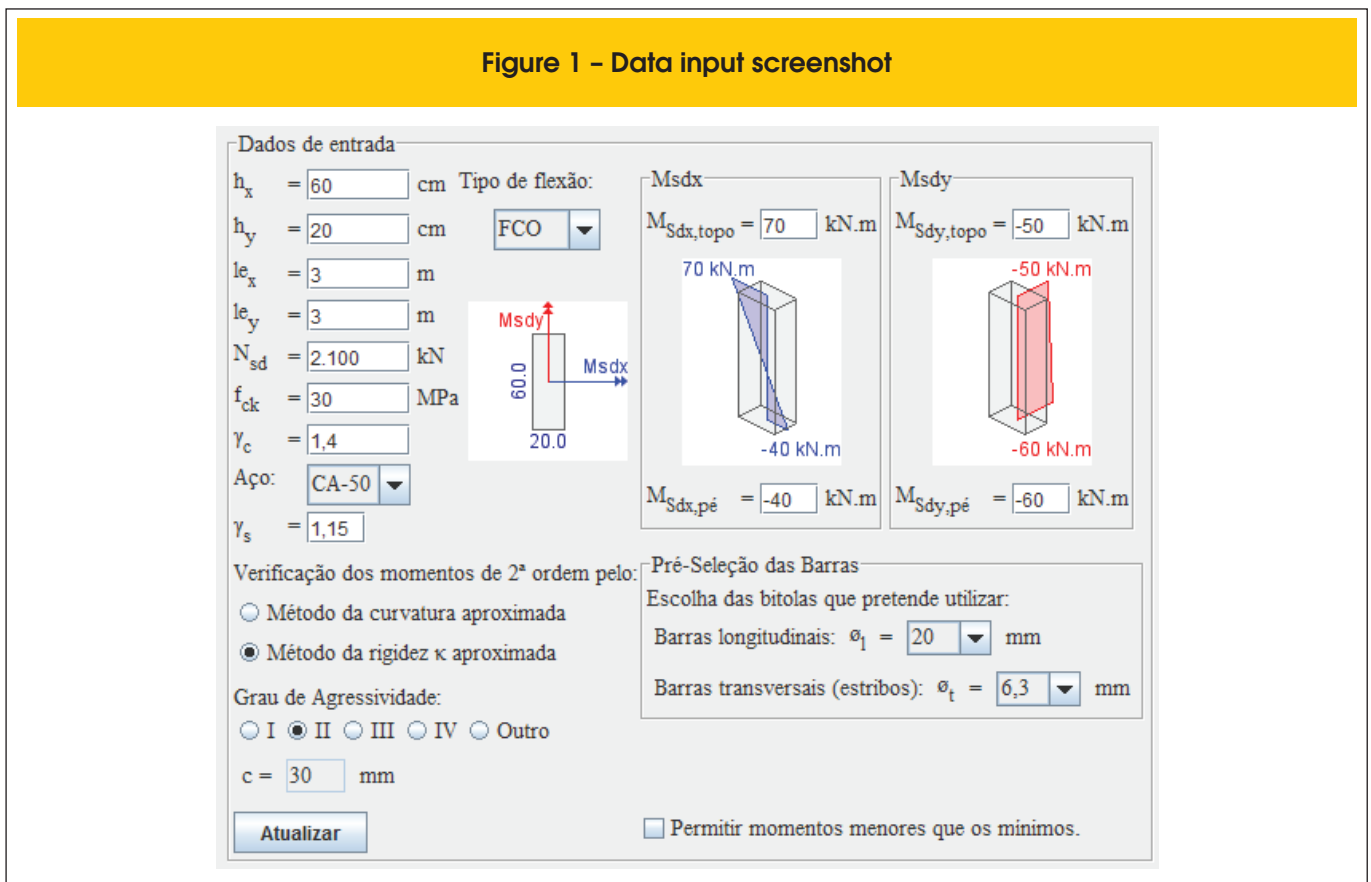 Figure 1 – Data input screenshot
Dados de entrada
hx = 60 cm
Tipo de flexão:
hy = 20 cm
FCO
lex = 3 m
ley = 3 m
Nsd = 2.100 kN
fck = 30 MPa
γc = 1,4
Aço: CA-50
γs = 1,15
Msdy
Msdx
60.0
20.0
Msdx
MSdx,topo = 70 kN.m
70 kN.m
-40 kN.m
MSdx,pé = -40 kN.m
Msdy
MSdy,topo = -50 kN.m
-50 kN.m
-60 kN.m
MSdy,pé = -60 kN.m
Verificação dos momentos de 2ª ordem pelo:
Método da curvatura aproximada
Método da rigidez κ aproximada
Grau de Agressividade:
I II III IV Outro
c = 30 mm
Atualizar
Pré-Seleção das Barras
Escolha das bitolas que pretende utilizar:
Barras longitudinais: øl = 20 mm
Barras transversais (estribos): øt = 6,3 mm
Permitir momentos menores que os mínimos.